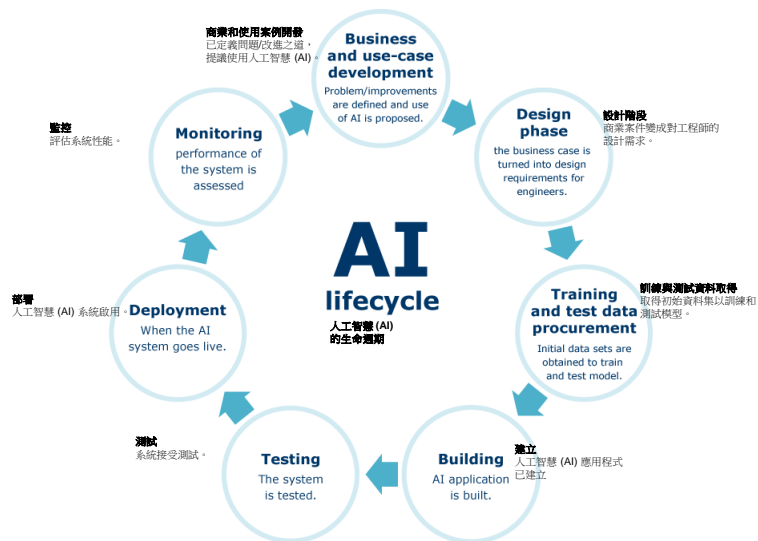 商業和使用案例開發
已定義問題/改進之道，
提議使用人工智慧 (AI)。
Business
and use-case
development
Problem/improvements
are defined and use
of AI is proposed.
設計階段
商業案件變成對工程師的
設計需求。
Design
phase
the business case is
turned into design
requirements for
engineers.
訓練與測試資料取得
取得初始資料集以訓練和
測試模型。
Training
and test data
procurement
Initial data sets are
obtained to train
and test model.
建立
人工智慧 (AI) 應用程式
已建立
Building
AI application
is built.
測試
系統接受測試。
Testing
The system
is tested.
部署
人工智慧 (AI) 系統啟用。
Deployment
When the AI
system goes live.
監控
評估系統性能。
Monitoring
performance of
the system is
assessed
AI
lifecycle
人工智慧 (AI)
的生命週期